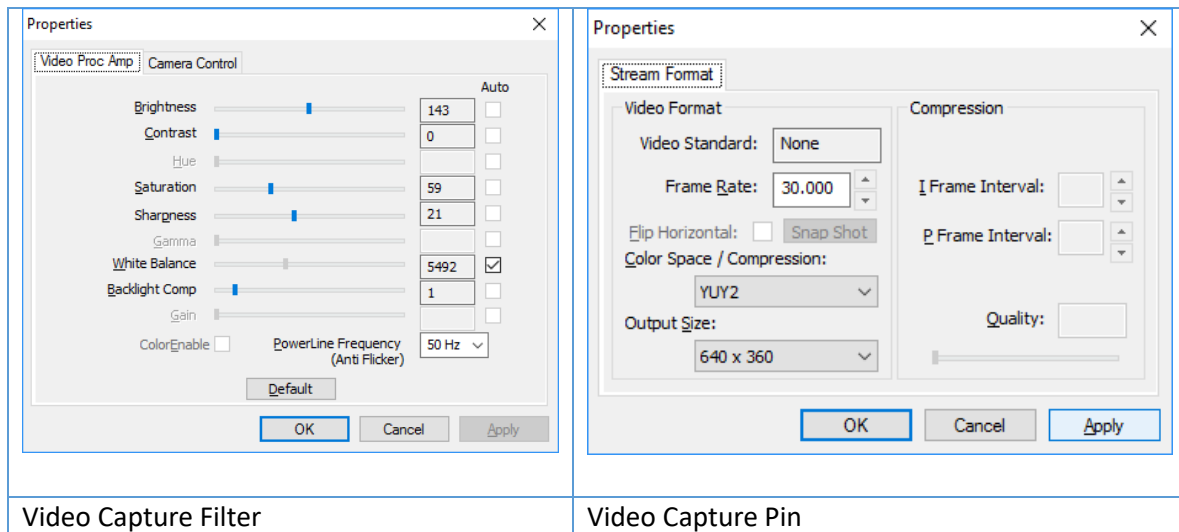 Properties
Video Proc Amp Camera Control
Auto
Brightness 143
Contrast 0
Hue
Saturation 59
Sharpness 21
Gamma
White Balance 5492
Backlight Comp 1
Gain
ColorEnable PowerLine Frequency 50 Hz
(Anti Flicker)
Default
OK Cancel Apply
Video Capture Filter
Properties
Stream Format
Video Format
Video Standard: None
Frame Rate: 30.000
Flip Horizontal: Snap Shot
Color Space / Compression:
YUY2
Output Size:
640 x 360
Compression
I Frame Interval:
P Frame Interval:
Quality:
OK Cancel Apply
Video Capture Pin